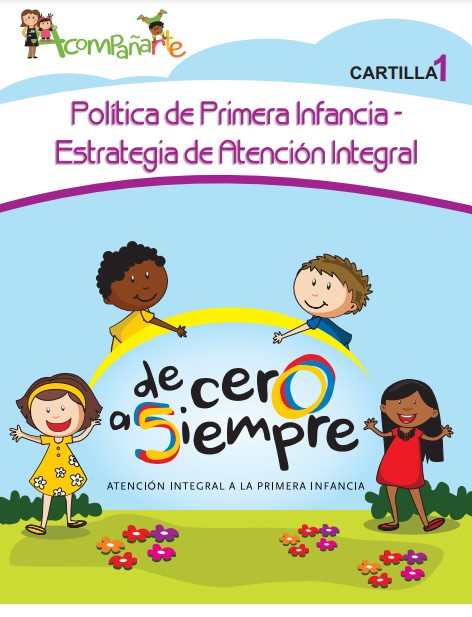 Acompañarte
CARTILLA1
Política de Primera Infancia -
Estrategia de Atención Integral
de cero
a Siempre
ATENCIÓN INTEGRAL A LA PRIMERA INFANCIA